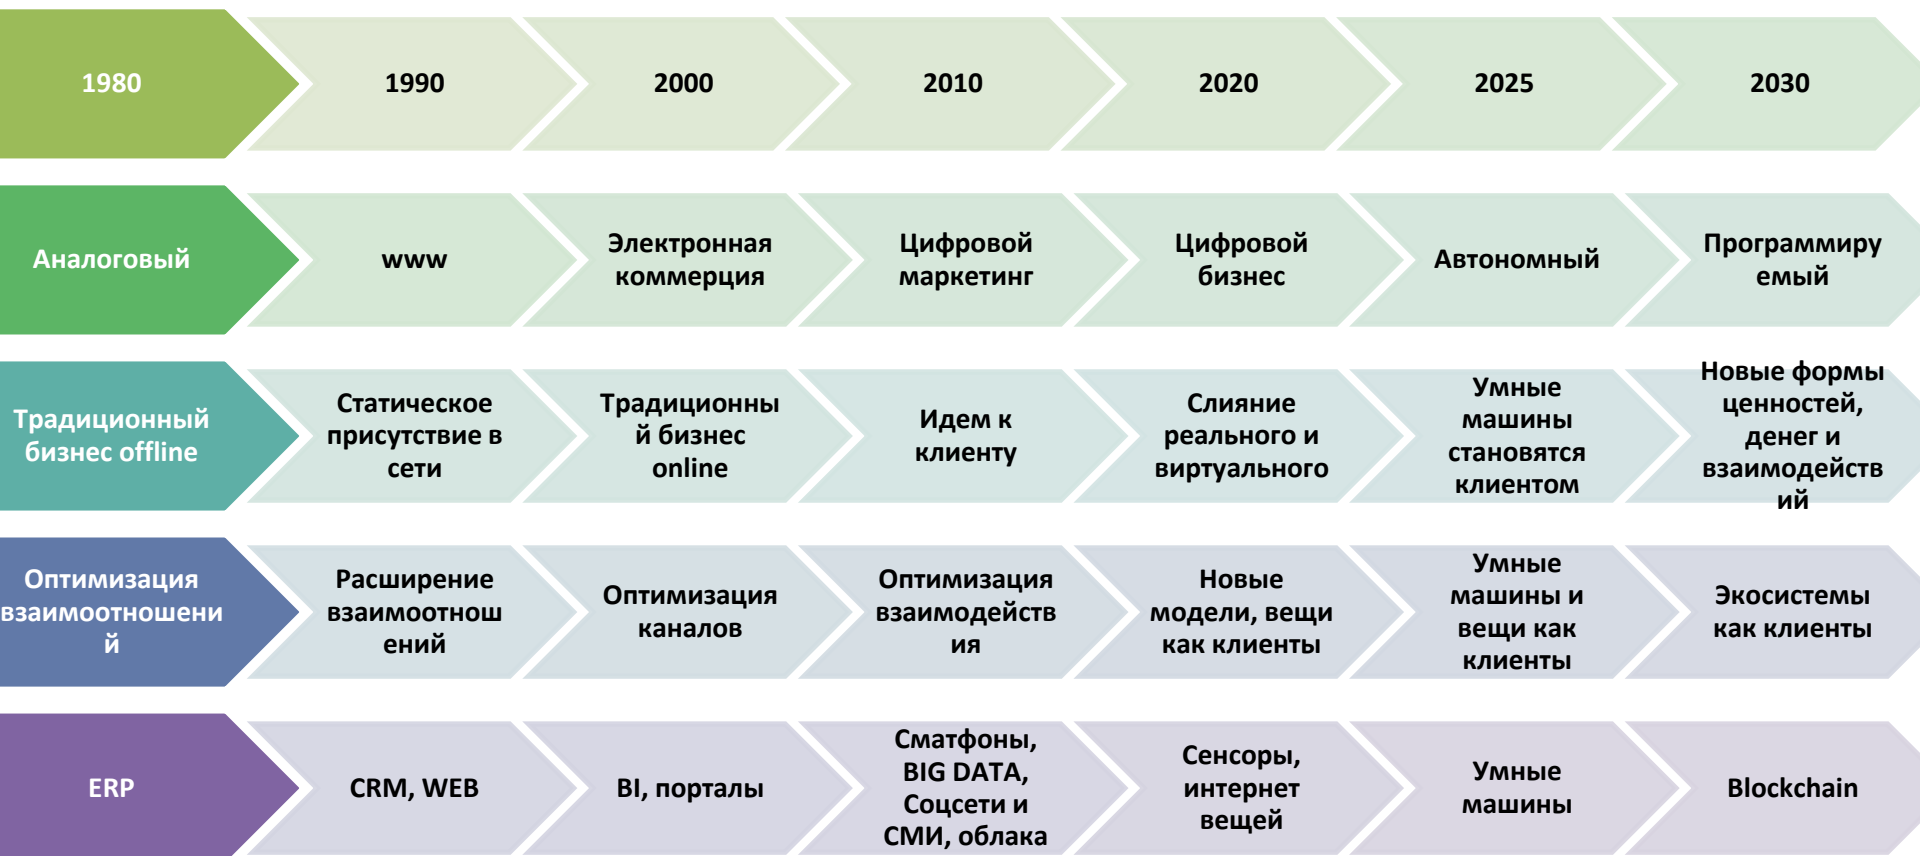 1980
1990
2000
2010
2020
2025
2030
Аналоговый
www
Электронная
коммерция
Цифровой
маркетинг
Цифровой
бизнес
Автономный
Программиру
емый
Традиционный
бизнес offline
Статическое
присутствие в
сети
Традиционны
й бизнес
online
Идем к
клиенту
Слияние
реального и
виртуального
Умные
машины
становятся
клиентом
Новые формы
ценностей,
денег и
взаимодейств
ий
Оптимизация
взаимоотношени
й
Расширение
взаимоотнош
ений
Оптимизация
каналов
Оптимизация
взаимодейств
ия
Новые
модели, вещи
как клиенты
Умные
машины и
вещи как
клиенты
Экосистемы
как клиенты
ERP
CRM, WEB
BI, порталы
Сматфоны,
BIG DATA,
Соцсети и
СМИ, облака
Сенсоры,
интернет
вещей
Умные
машины
Blockchain